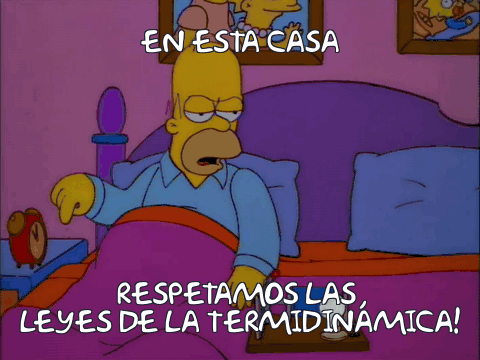 EN ESTA CASA
RESPETAMOS LAS
LEYES DE LA TERMIDINÁMICA!